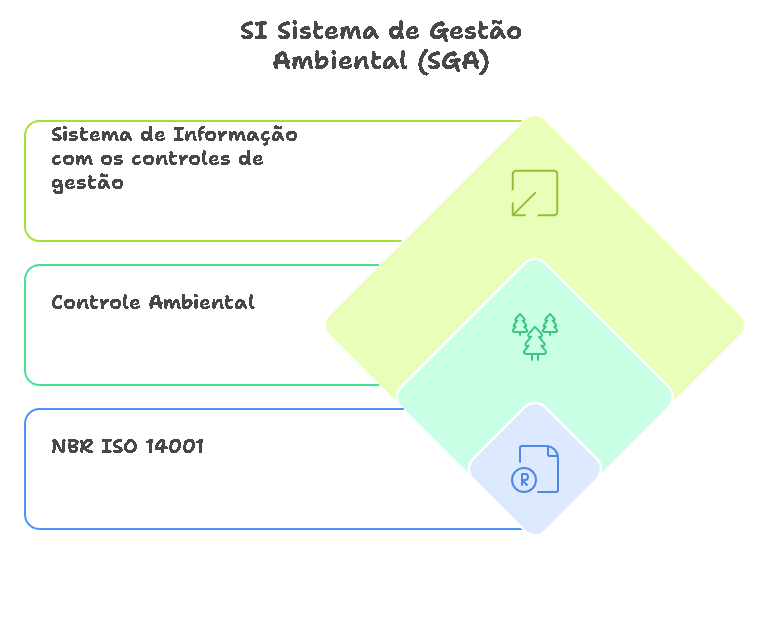 SI Sistema de Gestão
Ambiental (SGA)
Sistema de Informação
com os controles de
gestão
Controle Ambiental
NBR ISO 14001
R